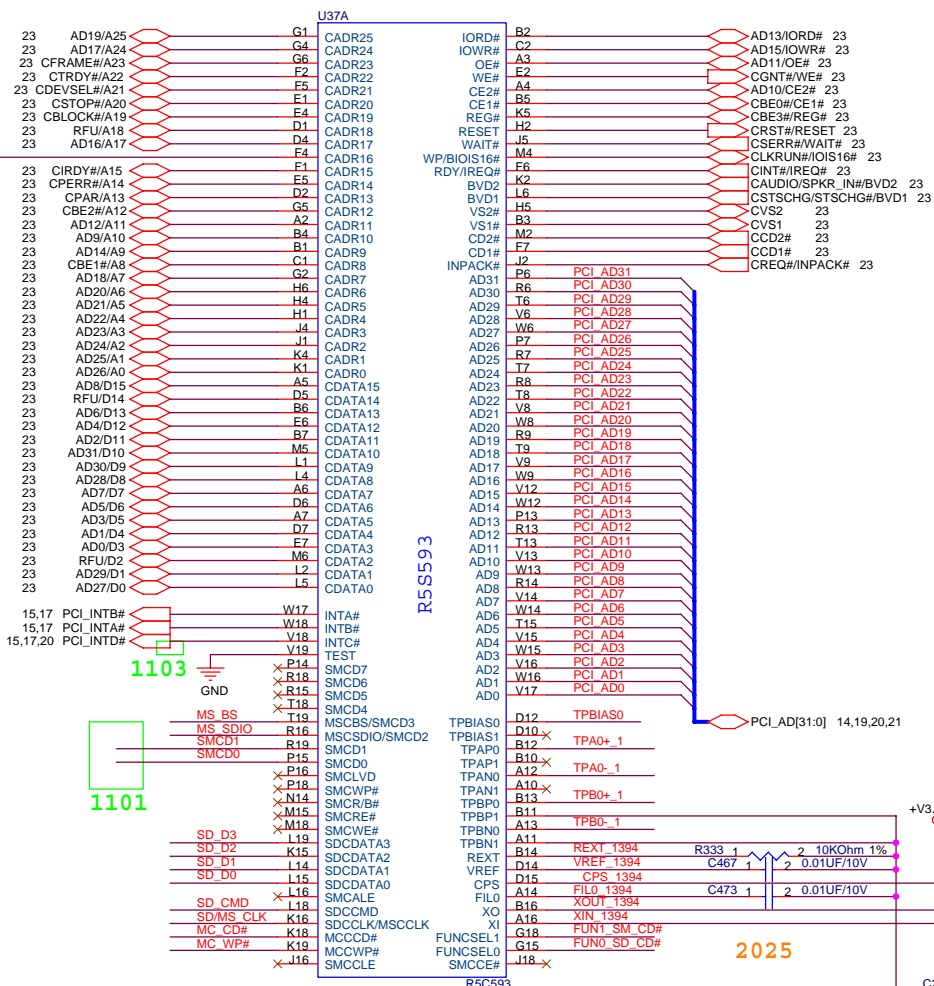 U37A
23 AD19/A25 G1 CADR25 IORD# B2 AD13/IORD# 23
23 AD17/A24 G4 CADR24 IOWR# C2 AD15/IOWR# 23
23 CFRAME#/A23 G6 CADR23 OE# A3 AD11/OE# 23
23 CTRDY#/A22 F2 CADR22 WE# E2 CGNT#/WE# 23
23 CDEVSEL#/A21 F5 CADR21 CE2# A4 AD10/CE2# 23
23 CSTOP#/A20 E1 CADR20 CE1# B5 CBE0#/CE1# 23
23 CBLOCK#/A19 E4 CADR19 REG# K5 CBE3#/REG# 23
23 RFU/A18 D1 CADR18 RESET H2 CRST#/RESET 23
23 AD16/A17 D4 CADR17 WAIT# J5 CSERR#/WAIT# 23
F4 CADR16 WP/BIOIS16# M4 CLKRUN#/IOIS16# 23
23 CIRDY#/A15 F1 CADR15 RDY/IREQ# F6 CINT#/IREQ# 23
23 CPERR#/A14 E5 CADR14 BVD2 K2 CAUDIO/SPKR_IN#/BVD2 23
23 CPAR/A13 D2 CADR13 BVD1 L6 CSTSCHG/STSCHG#/BVD1 23
23 CBE2#/A12 G5 CADR12 VS2# H5 CVS2 23
23 AD12/A11 A2 CADR11 VS1# B3 CVS1 23
23 AD9/A10 B4 CADR10 CD2# M2 CCD2# 23
23 AD14/A9 B1 CADR9 CD1# F7 CCD1# 23
23 CBE1#/A8 C1 CADR8 INPACK# J2 CREQ#/INPACK# 23
23 AD18/A7 G2 CADR7 AD31 P6 PCI_AD31
23 AD20/A6 H6 CADR6 AD30 R6 PCI_AD30
23 AD21/A5 H4 CADR5 AD29 T6 PCI_AD29
23 AD22/A4 H1 CADR4 AD28 V6 PCI_AD28
23 AD23/A3 J4 CADR3 AD27 W6 PCI_AD27
23 AD24/A2 J1 CADR2 AD26 P7 PCI_AD26
23 AD25/A1 K4 CADR1 AD25 R7 PCI_AD25
23 AD26/A0 K1 CADR0 AD24 T7 PCI_AD24
23 AD8/D15 A5 CDATA15 AD23 R8 PCI_AD23
23 RFU/D14 D5 CDATA14 AD22 T8 PCI_AD22
23 AD6/D13 B6 CDATA13 AD21 V8 PCI_AD21
23 AD4/D12 E6 CDATA12 AD20 W8 PCI_AD20
23 AD2/D11 B7 CDATA11 AD19 R9 PCI_AD19
23 AD31/D10 M5 CDATA10 AD18 T9 PCI_AD18
23 AD30/D9 L1 CDATA9 AD17 V9 PCI_AD17
23 AD28/D8 L4 CDATA8 AD16 W9 PCI_AD16
23 AD7/D7 A6 CDATA7 AD15 V12 PCI_AD15
23 AD5/D6 D6 CDATA6 AD14 W12 PCI_AD14
23 AD3/D5 A7 CDATA5 AD13 P13 PCI_AD13
23 AD1/D4 D7 CDATA4 AD12 R13 PCI_AD12
23 AD0/D3 E7 CDATA3 AD11 T13 PCI_AD11
23 RFU/D2 M6 CDATA2 AD10 V13 PCI_AD10
23 AD29/D1 L2 CDATA1 AD9 W13 PCI_AD9
23 AD27/D0 L5 CDATA0 AD8 R14 PCI_AD8
R5S593
AD7 V14 PCI_AD7
15,17 PCI_INTB# W17 INTA# AD6 W14 PCI_AD6
15,17 PCI_INTA# W18 INTB# AD5 T15 PCI_AD5
15,17,20 PCI_INTD# V18 INTC# AD4 V15 PCI_AD4
V19 TEST AD3 W15 PCI_AD3
1103
GND
P14 SMCD7 AD2 V16 PCI_AD2
R18 SMCD6 AD1 W16 PCI_AD1
R15 SMCD5 AD0 V17 PCI_AD0
T18 SMCD4
PCI_AD[31:0] 14,19,20,21
MS_BS T19 MSCBS/SMCD3 TPBIAS0 D12 TPBIAS0
MS_SDIO R16 MSCSDIO/SMCD2 TPBIAS1 D10
SMCD1 R19 SMCD1 TPAP0 B12 TPA0+_1
SMCD0 P15 SMCD0 TPAP1 B10
P16 SMCLVD TPAN0 A12 TPA0-_1
P18 SMCWP# TPAN1 A10
1101
N14 SMCR/B# TPBP0 B13 TPB0+_1
M15 SMCRE# TPBP1 B11
+V3.
M18 SMCWE# TPBN0 A13 TPB0-_1
SD_D3 L19 SDCDATA3 TPBN1 A11
SD_D2 K15 SDCDATA2 REXT B14 REXT_1394 R333 1 2 10KOhm 1%
SD_D1 L14 SDCDATA1 VREF D14 VREF_1394 C467 1 2 0.01UF/10V
SD_D0 L15 SDCDATA0 CPS D15 CPS_1394
L16 SMCALE FIL0 A14 FIL0_1394 C473 1 2 0.01UF/10V
SD_CMD L18 SDCCMD XO B16 XOUT_1394
SD/MS_CLK K16 SDCCLK/MSCCLK XI A16 XIN_1394
MC_CD# K18 MCCCD# FUNCSEL1 G18 FUN1_SM_CD#
MC_WP# K19 MCCWP# FUNCSEL0 G15 FUN0_SD_CD#
J16 SMCCLE SMCCE# J18
2025
R5C593